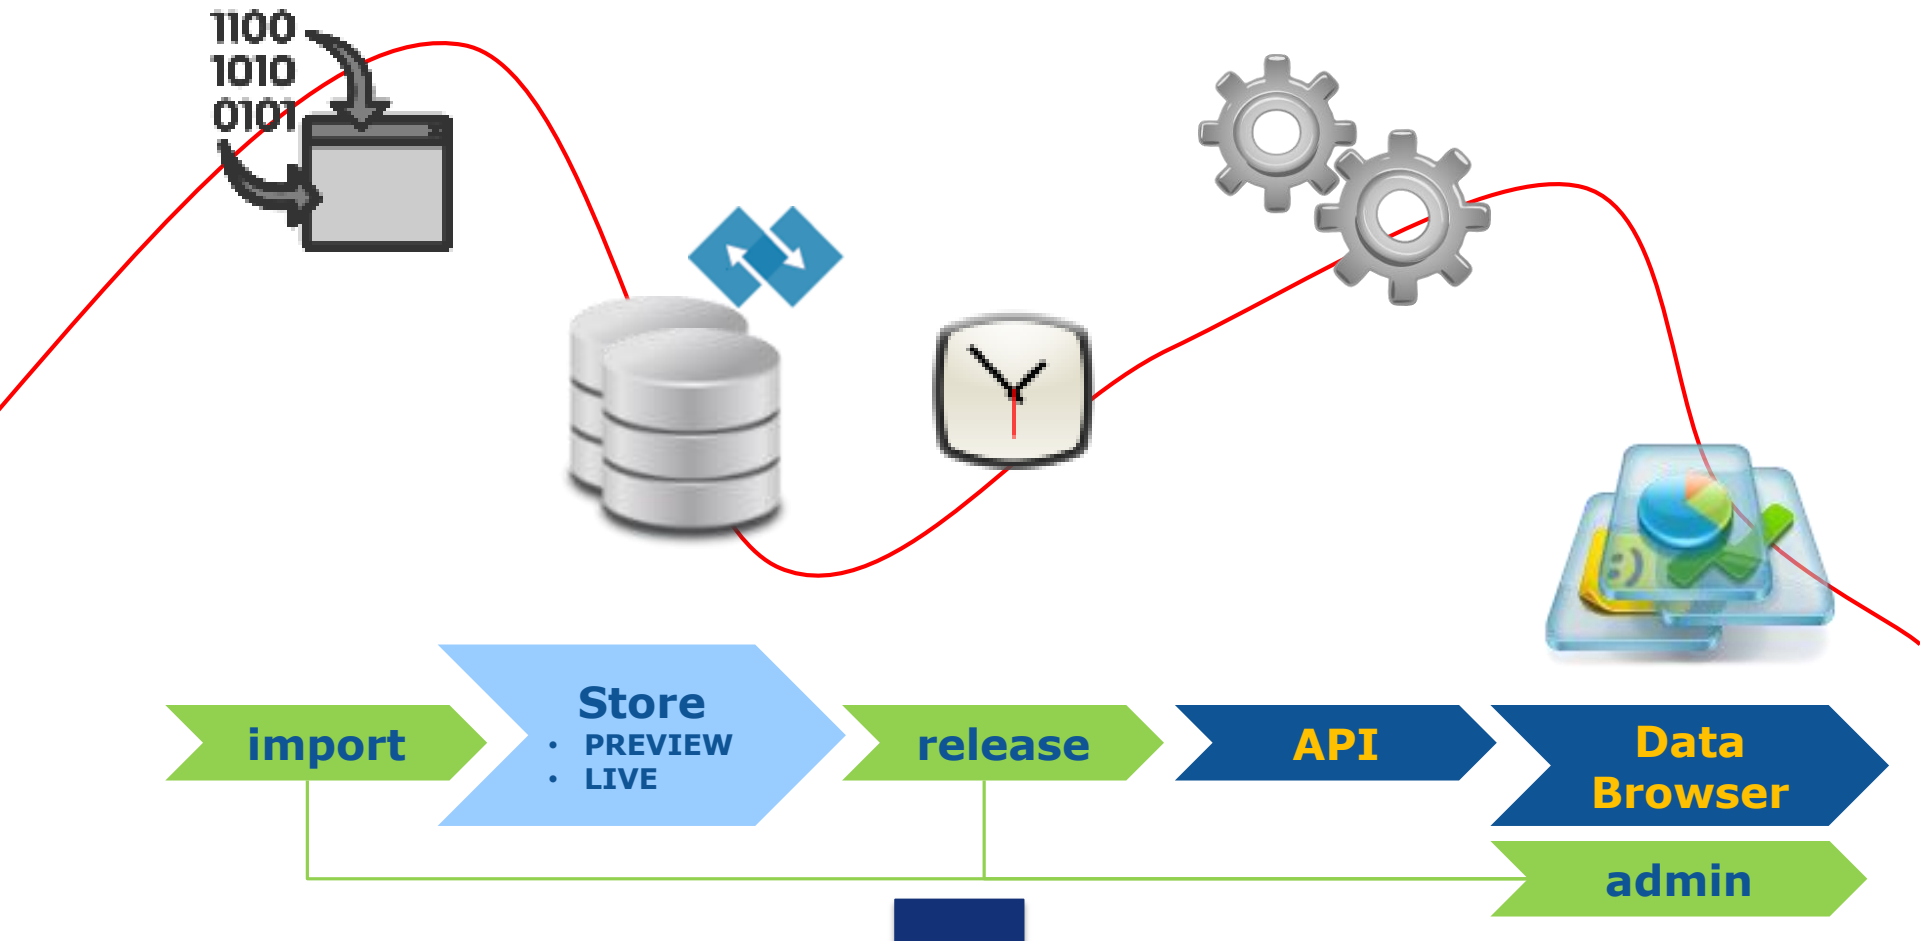 1100
1010
0101
import
Store
• PREVIEW
• LIVE
release
API
Data
Browser
admin